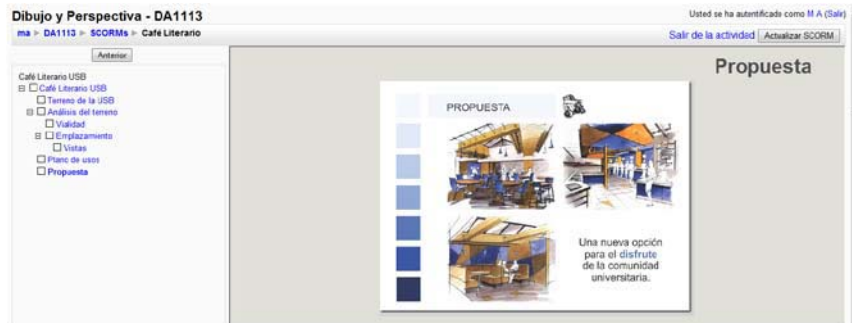 Dibujo y Perspectiva - DA1113
Usted se ha autentificado como M A (Salir)
ma ► DA1113 ► SCORMs ► Café Literario
Salir de la actividad Actualizar SCORM
Anterior
Propuesta
Café Literario USB
Café Literario USB
Terreno de la USB
Análisis del terreno
Vialidad
Emplazamiento
Vistas
Plano de usos
Propuesta
PROPUESTA
Una nueva opción
para el disfrute
de la comunidad
universitaria.